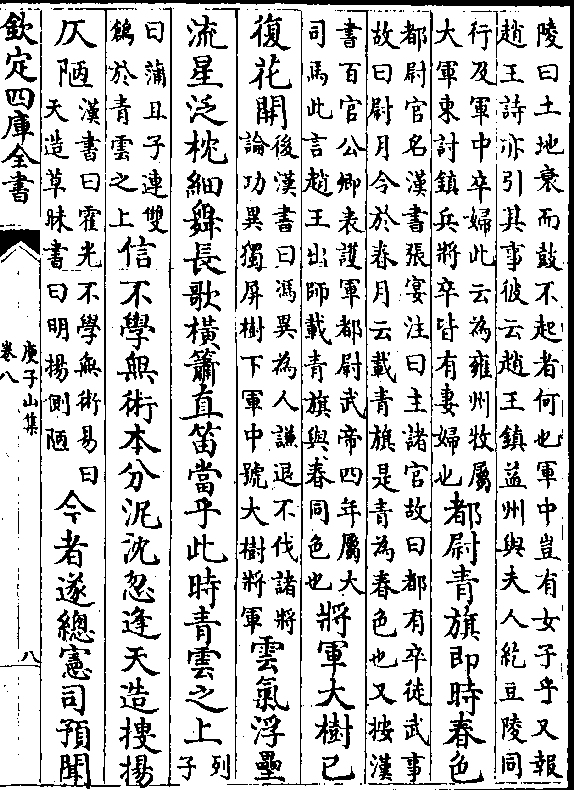 陵曰土地衰而鼓不起者何也軍中豈有女子乎又報
趙王詩亦引其事彼云趙王鎮益州與夫人紇豆陵同
行及軍中卒婦此云為雍州牧屬
大軍東討鎮兵將卒皆有妻婦也
都尉青旗即時春色
都尉官名漢書張宴注曰主諸官故曰都有卒徒武事
故曰尉月令於春月云載青旗是青為春色也又按漢
書百官公卿表護軍都尉武帝四年屬大
司馬此言趙王出師載青旗與春同色也
將軍大樹已
復花開
後漢書曰馮異為人謙退不伐諸將
論功異獨屏樹下軍中號大樹將軍
雲氣浮壘
流星泛枕細舞長歌橫簫直笛當乎此時青雲之上
列
子
曰蒲且子連雙
鶬於青雲之上
信不學無術本分泥沈忽逢天造搜揚
仄陋
漢書曰霍光不學無術易曰
天造草昧書曰明揚側陋
今者遂總憲司預聞
欽定四庫全書
庾子山集
卷八
八